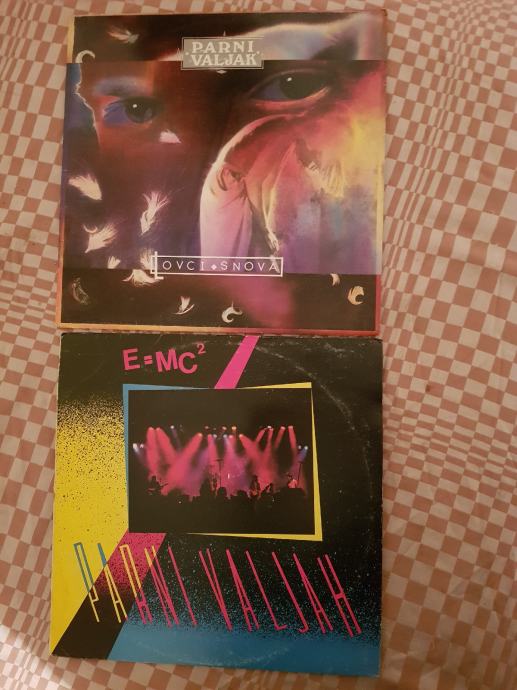 PARNI
VALJAK
LOVCI SNOVA
E=MC²
PARNI VALJAK